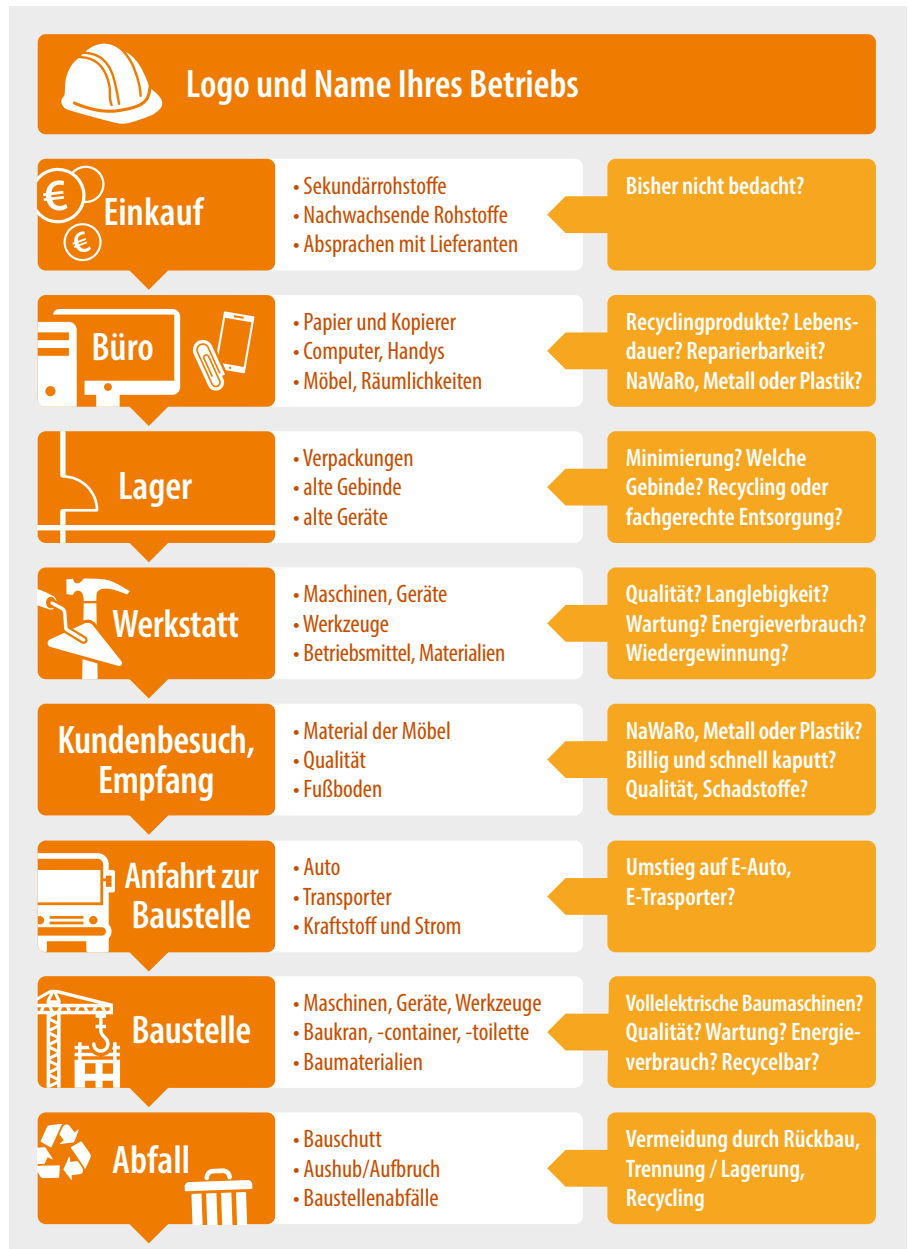 Logo und Name Ihres Betriebs
Einkauf
• Sekundärrohstoffe
• Nachwachsende Rohstoffe
• Absprachen mit Lieferanten
Bisher nicht bedacht?
Büro
• Papier und Kopierer
• Computer, Handys
• Möbel, Räumlichkeiten
Recyclingprodukte? Lebens-
dauer? Reparierbarkeit?
NaWaRo, Metall oder Plastik?
Lager
• Verpackungen
• alte Gebinde
• alte Geräte
Minimierung? Welche
Gebinde? Recycling oder
fachgerechte Entsorgung?
Werkstatt
• Maschinen, Geräte
• Werkzeuge
• Betriebsmittel, Materialien
Qualität? Langlebigkeit?
Wartung? Energieverbrauch?
Wiedergewinnung?
Kundenbesuch,
Empfang
• Material der Möbel
• Qualität
• Fußboden
NaWaRo, Metall oder Plastik?
Billig und schnell kaputt?
Qualität, Schadstoffe?
Anfahrt zur
Baustelle
• Auto
• Transporter
• Kraftstoff und Strom
Umstieg auf E-Auto,
E-Trasporter?
Baustelle
• Maschinen, Geräte, Werkzeuge
• Baukran, -container, -toilette
• Baumaterialien
Vollelektrische Baumaschinen?
Qualität? Wartung? Energie-
verbrauch? Recycelbar?
Abfall
• Bauschutt
• Aushub/Aufbruch
• Baustellenabfälle
Vermeidung durch Rückbau,
Trennung / Lagerung,
Recycling